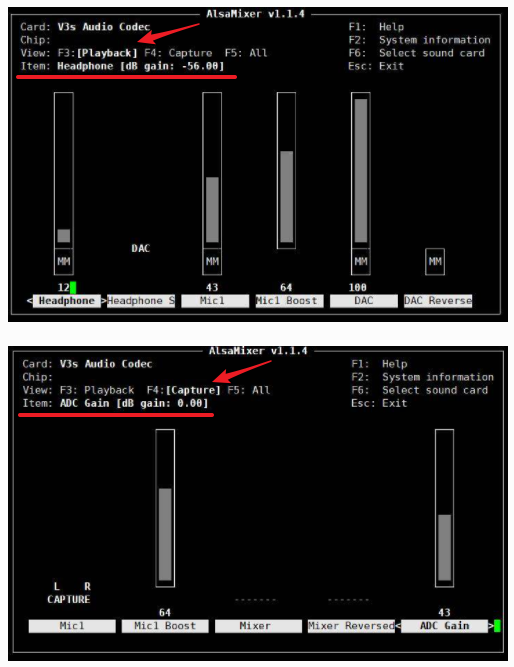 AlsaMixer v1.1.4
Card: V3s Audio Codec F1: Help
Chip: F2: System information
View: F3:[Playback] F4: Capture F5: All F6: Select sound card
Item: Headphone [dB gain: -56.00] Esc: Exit
DAC
MM MM MM MM
12 43 64 100
< Headphone >Headphone S Mic1 Mic1 Boost DAC DAC Reverse
AlsaMixer v1.1.4
Card: V3s Audio Codec F1: Help
Chip: F2: System information
View: F3: Playback F4:[Capture] F5: All F6: Select sound card
Item: ADC Gain [dB gain: 0.00] Esc: Exit
L R
CAPTURE ------- -------
64 43
Mic1 Mic1 Boost Mixer Mixer Reversed< ADC Gain >